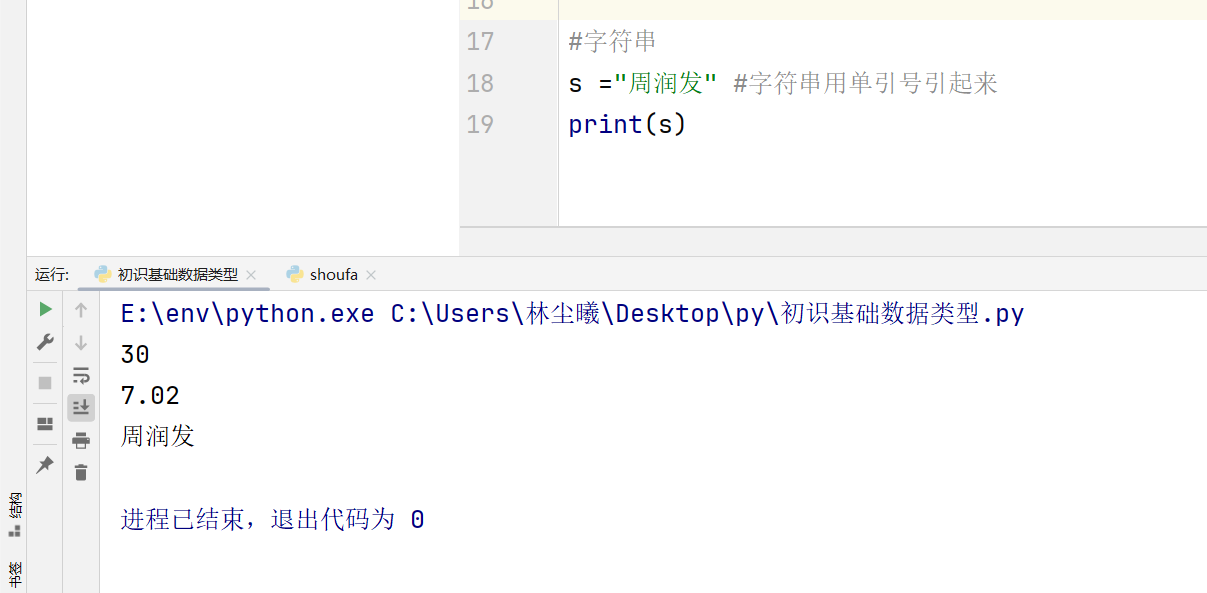 16
17 #字符串
18 s ="周润发" #字符串用单引号引起来
19 print(s)
运行: 初识基础数据类型 × shoufa ×
E:\env\python.exe C:\Users\林尘曦\Desktop\py\初识基础数据类型.py
30
7.02
周润发
进程已结束，退出代码为 0
结构
书签